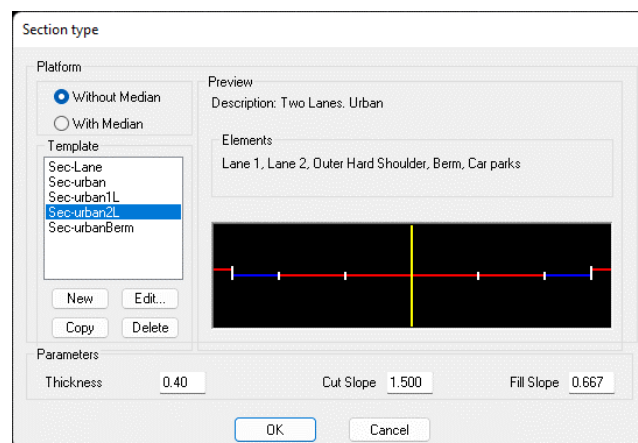 Section type
Platform
Without Median
With Median
Template
Sec-Lane
Sec-urban
Sec-urban1L
Sec-urban2L
Sec-urbanBerm
New
Edit...
Copy
Delete
Preview
Description: Two Lanes. Urban
Elements
Lane 1, Lane 2, Outer Hard Shoulder, Berm, Car parks
Parameters
Thickness 0.40 Cut Slope 1.500 Fill Slope 0.667
OK Cancel